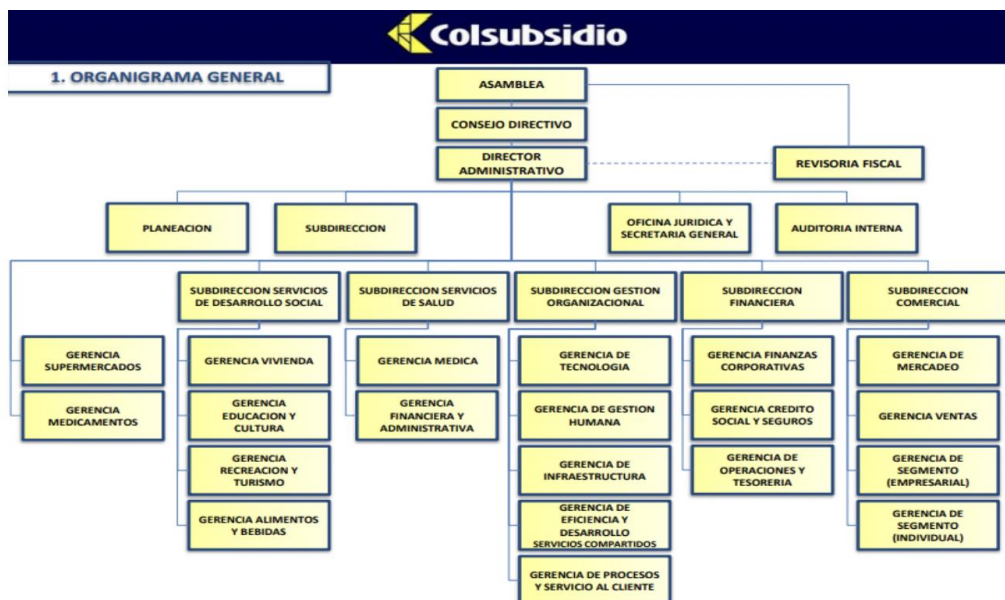 Colsubsidio
1. ORGANIGRAMA GENERAL
ASAMBLEA
CONSEJO DIRECTIVO
DIRECTOR
ADMINISTRATIVO
REVISORIA FISCAL
PLANEACION
SUBDIRECCION
OFICINA JURIDICA Y
SECRETARIA GENERAL
AUDITORIA INTERNA
SUBDIRECCION SERVICIOS
DE DESARROLLO SOCIAL
SUBDIRECCION SERVICIOS
DE SALUD
SUBDIRECCION GESTION
ORGANIZACIONAL
SUBDIRECCION
FINANCIERA
SUBDIRECCION
COMERCIAL
GERENCIA
SUPERMERCADOS
GERENCIA
MEDICAMENTOS
GERENCIA VIVIENDA
GERENCIA
EDUCACION Y
CULTURA
GERENCIA
RECREACION Y
TURISMO
GERENCIA ALIMENTOS
Y BEBIDAS
GERENCIA MEDICA
GERENCIA
FINANCIERA Y
ADMINISTRATIVA
GERENCIA DE
TECNOLOGIA
GERENCIA DE GESTION
HUMANA
GERENCIA DE
INFRAESTRUCTURA
GERENCIA DE
EFICIENCIA Y
DESARROLLO
SERVICIOS COMPARTIDOS
GERENCIA DE PROCESOS
Y SERVICIO AL CLIENTE
GERENCIA FINANZAS
CORPORATIVAS
GERENCIA CREDITO
SOCIAL Y SEGUROS
GERENCIA DE
OPERACIONES Y
TESORERIA
GERENCIA DE
MERCADEO
GERENCIA VENTAS
GERENCIA DE
SEGMENTO
(EMPRESARIAL)
GERENCIA DE
SEGMENTO
(INDIVIDUAL)